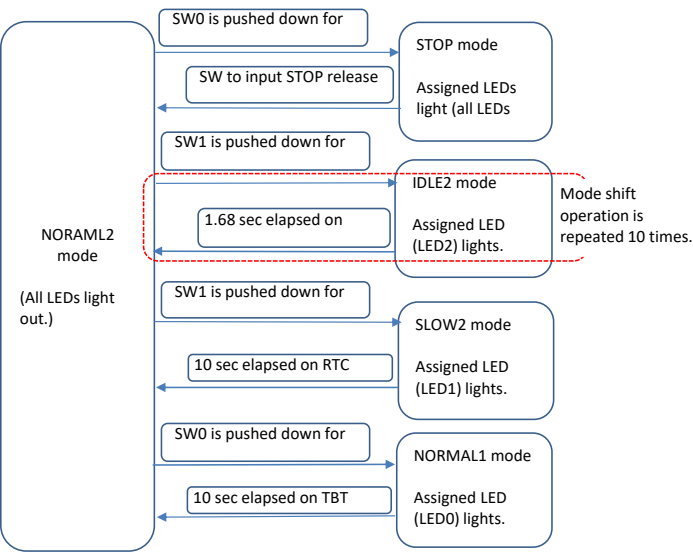 SW0 is pushed down for
STOP mode
Assigned LEDs
light (all LEDs
SW to input STOP release
SW1 is pushed down for
IDLE2 mode
Assigned LED
(LED2) lights.
1.68 sec elapsed on
Mode shift
operation is
repeated 10 times.
NORAML2
mode
(All LEDs light
out.)
SW1 is pushed down for
SLOW2 mode
Assigned LED
(LED1) lights.
10 sec elapsed on RTC
SW0 is pushed down for
NORMAL1 mode
Assigned LED
(LED0) lights.
10 sec elapsed on TBT